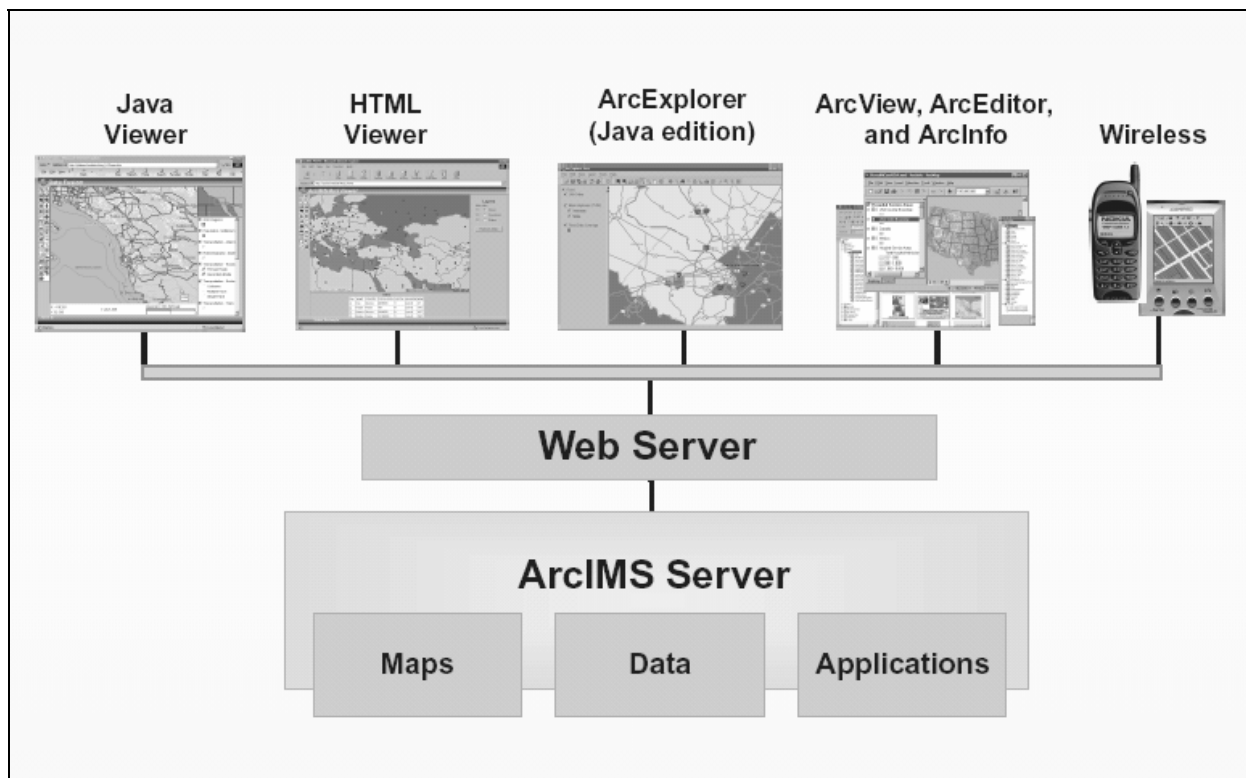 Java
Viewer
HTML
Viewer
ArcExplorer
(Java edition)
ArcView, ArcEditor,
and ArcInfo
Wireless
NOKIA
Web Server
ArcIMS Server
Maps
Data
Applications